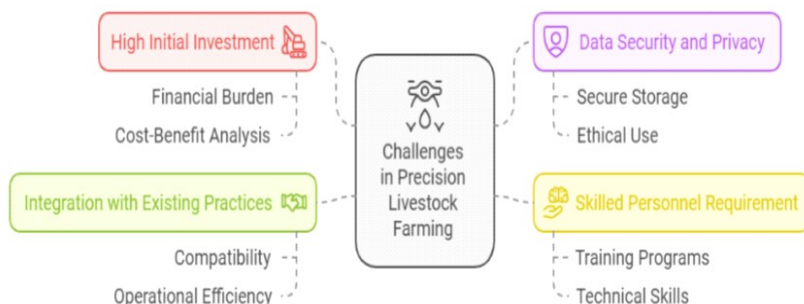 High Initial Investment
Financial Burden
Cost-Benefit Analysis
Integration with Existing Practices
Compatibility
Operational Efficiency
Challenges
in Precision
Livestock
Farming
Data Security and Privacy
Secure Storage
Ethical Use
Skilled Personnel Requirement
Training Programs
Technical Skills